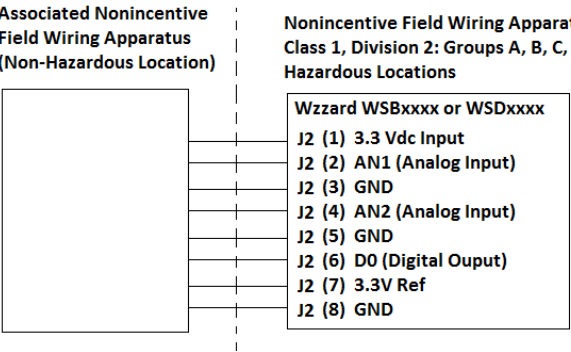 Associated Nonincentive
Field Wiring Apparatus
(Non-Hazardous Location)
Nonincentive Field Wiring
Class 1, Division 2: Groups A, B, C,
Hazardous Locations
Wzzard WSBxxxx or WSDxxxx
J2 (1) 3.3 Vdc Input
J2 (2) AN1 (Analog Input)
J2 (3) GND
J2 (4) AN2 (Analog Input)
J2 (5) GND
J2 (6) D0 (Digital Ouput)
J2 (7) 3.3V Ref
J2 (8) GND